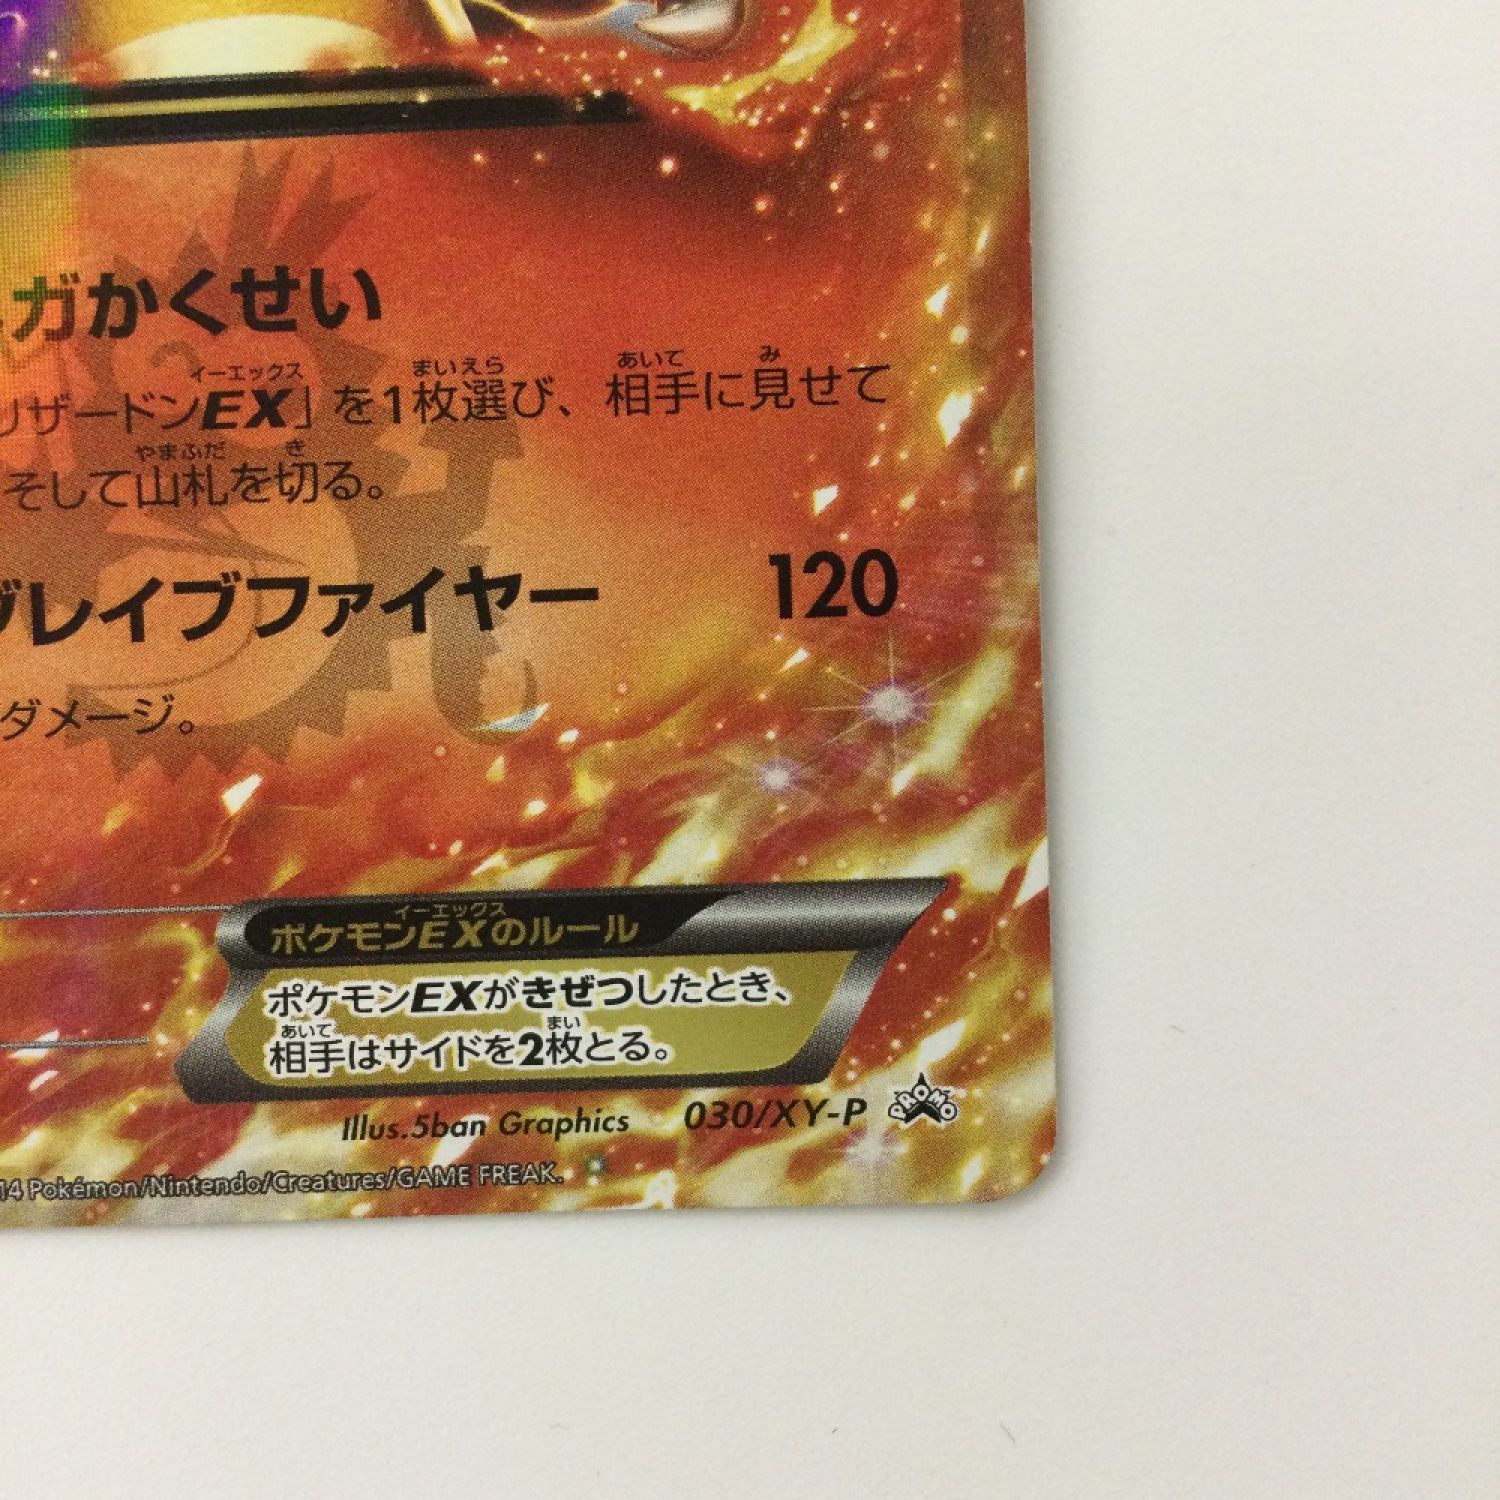 ガかくせい
リザードンEX」を1枚選び、相手に見せて
イーエックス まいえら あいて み
そして山札を切る。
やまふだ き
ブレイブファイヤー 120
ダメージ。
ポケモンEXのルール
イーエックス
ポケモンEXがきぜつしたとき、
相手はサイドを2枚とる。
あいて まい
Illus.5ban Graphics 030/XY-P PROMO
14 Pokémon/Nintendo/Creatures/GAME FREAK.